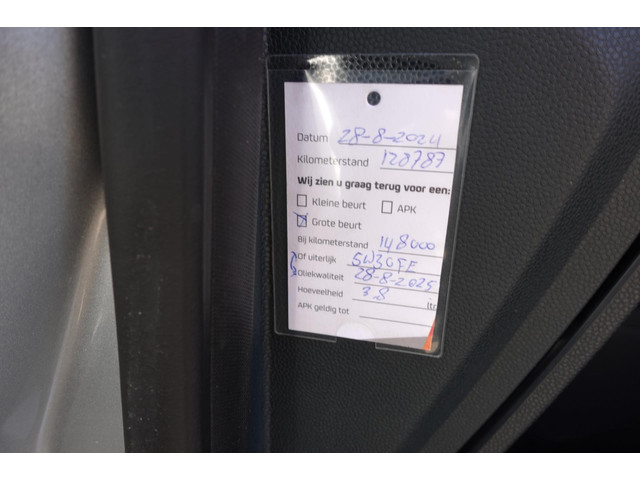 Datum 28-8-2024
Kilometerstand 128787
Wij zien u graag terug voor een:
Kleine beurt APK
Grote beurt
Bij kilometerstand 148000
Of uiterlijk 5W30FE
Oliekwaliteit 28-8-2025
Hoeveelheid 3.8 ltr
APK geldig tot